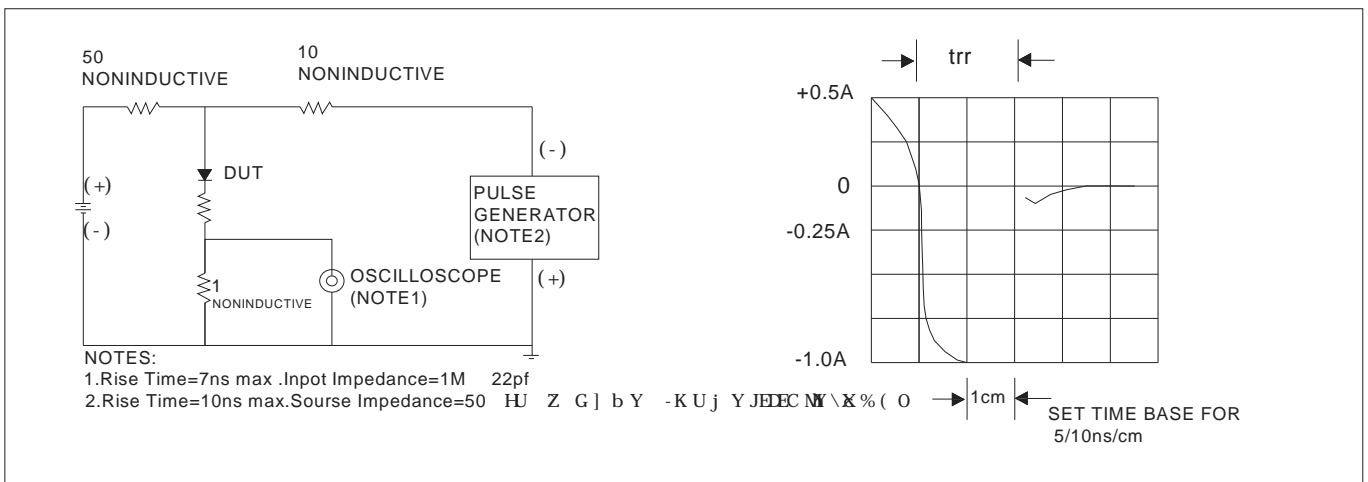 50
NONINDUCTIVE
10
NONINDUCTIVE
(+)
(-)
DUT
1
NONINDUCTIVE
OSCILLOSCOPE
(NOTE1)
(-)
PULSE
GENERATOR
(NOTE2)
(+)
NOTES:
1.Rise Time=7ns max .Inpot Impedance=1M 22pf
2.Rise Time=10ns max.Sourse Impedance=50
trr
+0.5A
0
-0.25A
-1.0A
1cm
SET TIME BASE FOR
5/10ns/cm